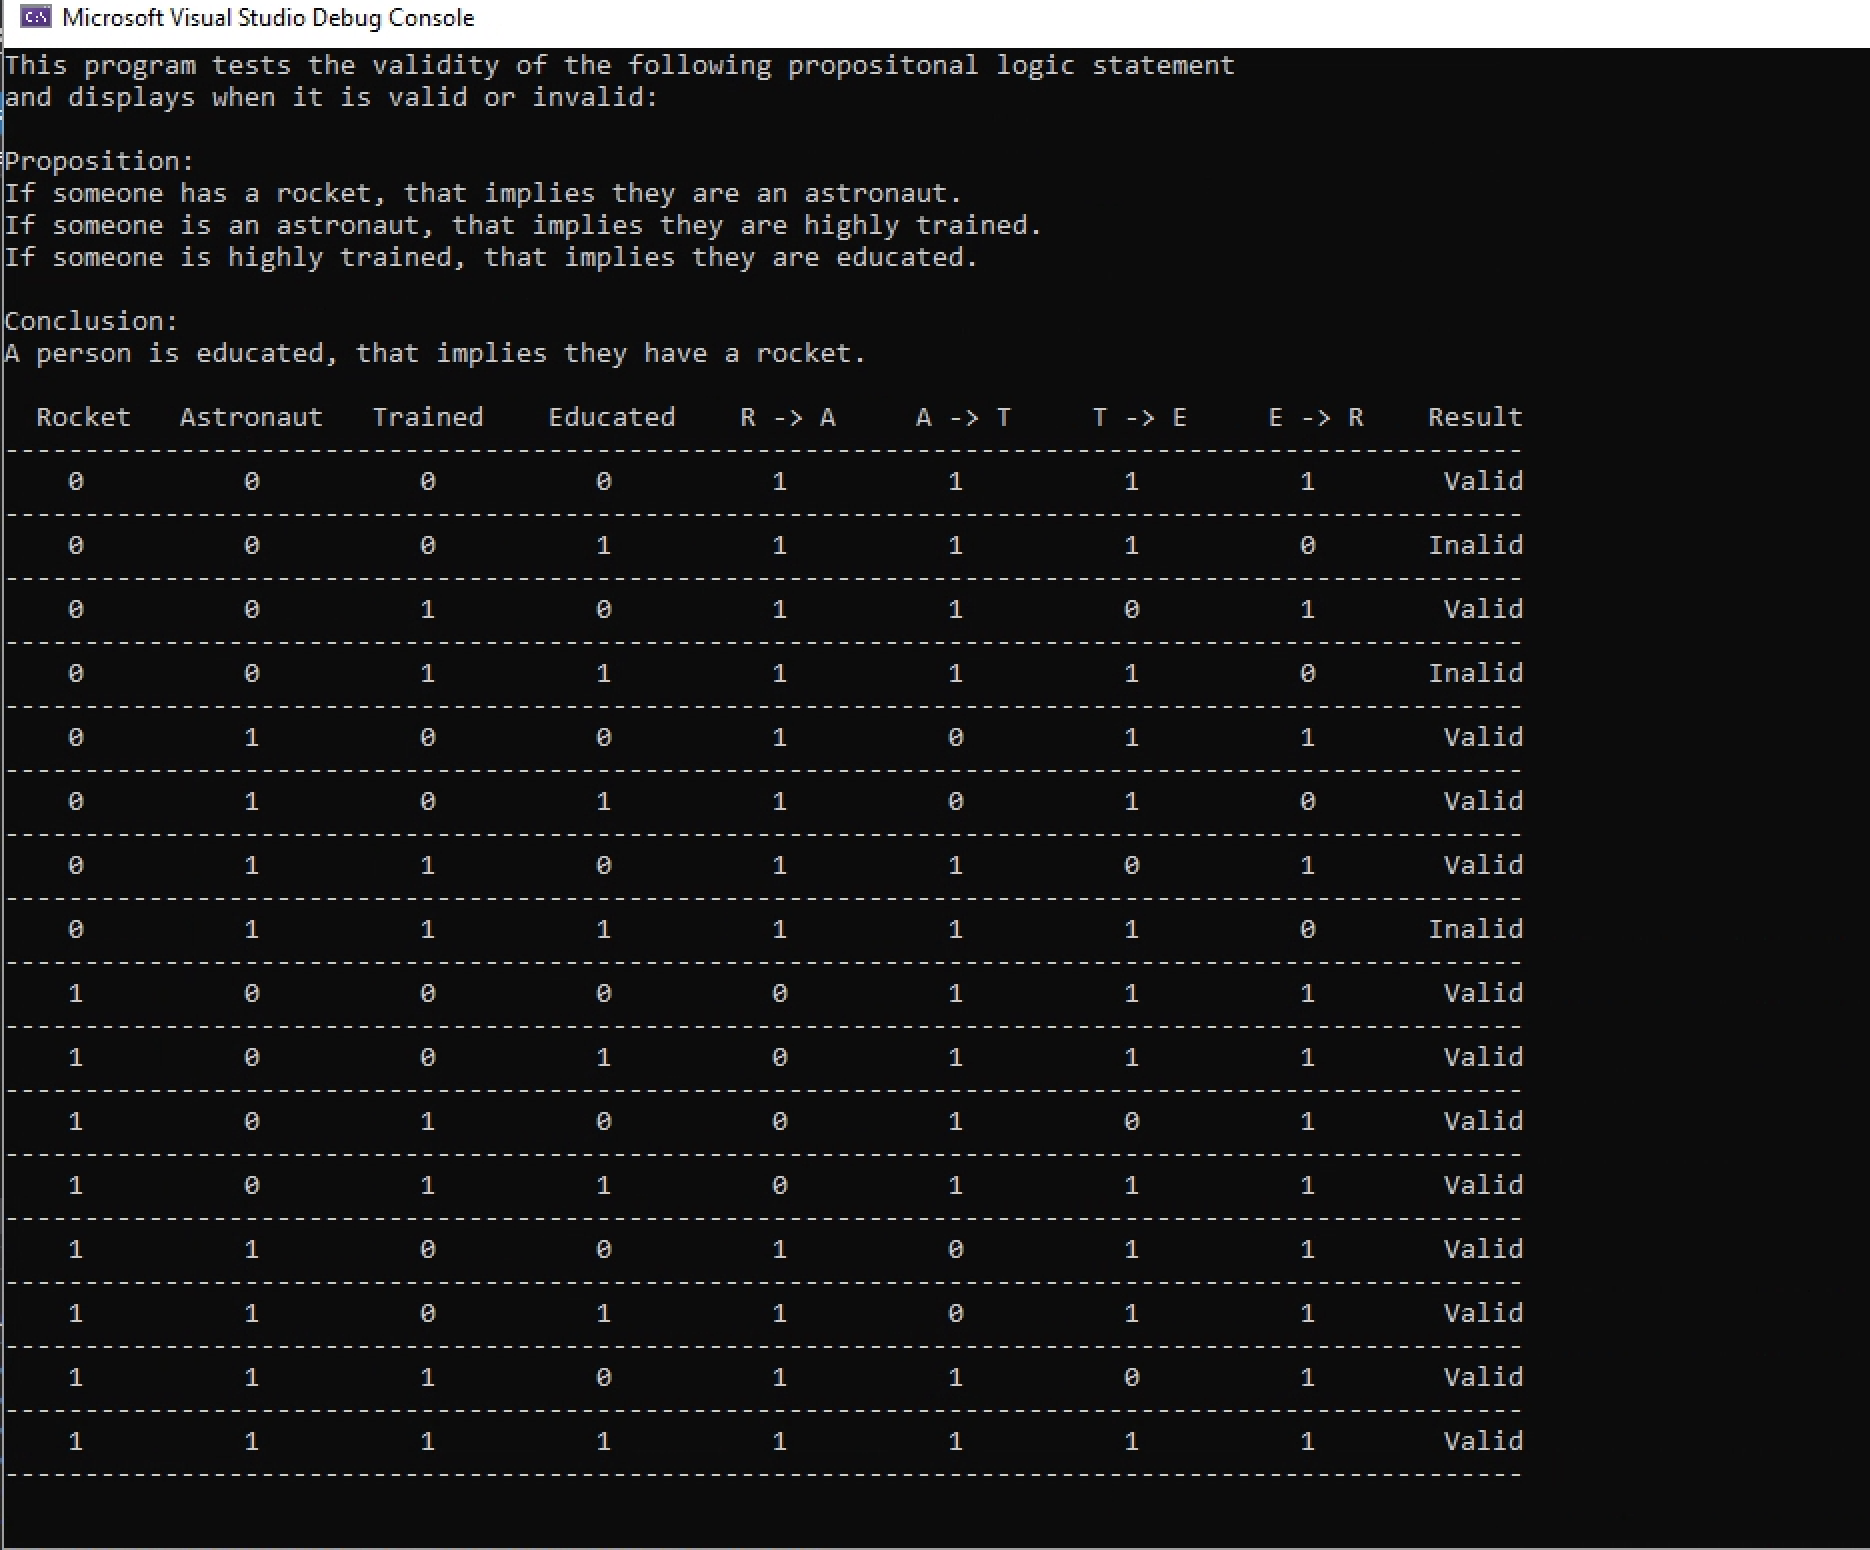 Microsoft Visual Studio Debug Console
This program tests the validity of the following propositonal logic statement
and displays when it is valid or invalid:
Proposition:
If someone has a rocket, that implies they are an astronaut.
If someone is an astronaut, that implies they are highly trained.
If someone is highly trained, that implies they are educated.
Conclusion:
A person is educated, that implies they have a rocket.
Rocket Astronaut Trained Educated R -> A A -> T T -> E E -> R Result
0 0 0 0 1 1 1 1 Valid
0 0 0 1 1 1 1 0 Inalid
0 0 1 0 1 1 0 1 Valid
0 0 1 1 1 1 1 0 Inalid
0 1 0 0 1 0 1 1 Valid
0 1 0 1 1 0 1 0 Valid
0 1 1 0 1 1 0 1 Valid
0 1 1 1 1 1 1 0 Inalid
1 0 0 0 0 1 1 1 Valid
1 0 0 1 0 1 1 1 Valid
1 0 1 0 0 1 0 1 Valid
1 0 1 1 0 1 1 1 Valid
1 1 0 0 1 0 1 1 Valid
1 1 0 1 1 0 1 1 Valid
1 1 1 0 1 1 0 1 Valid
1 1 1 1 1 1 1 1 Valid